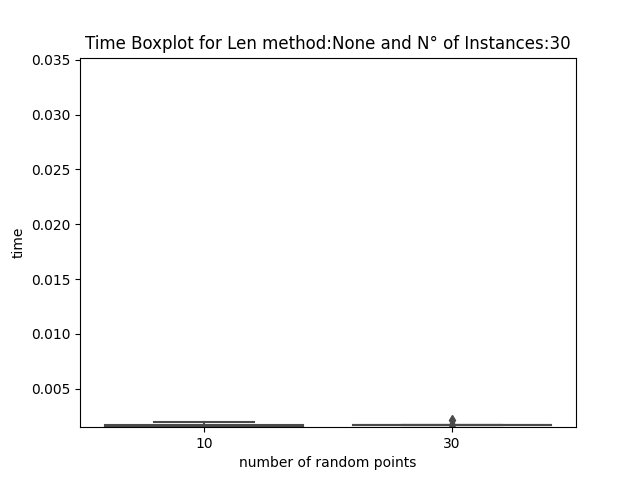 Time Boxplot for Len method:None and N° of Instances:30
0.035
0.030
0.025
0.020
0.015
0.010
0.005
time
10 30
number of random points